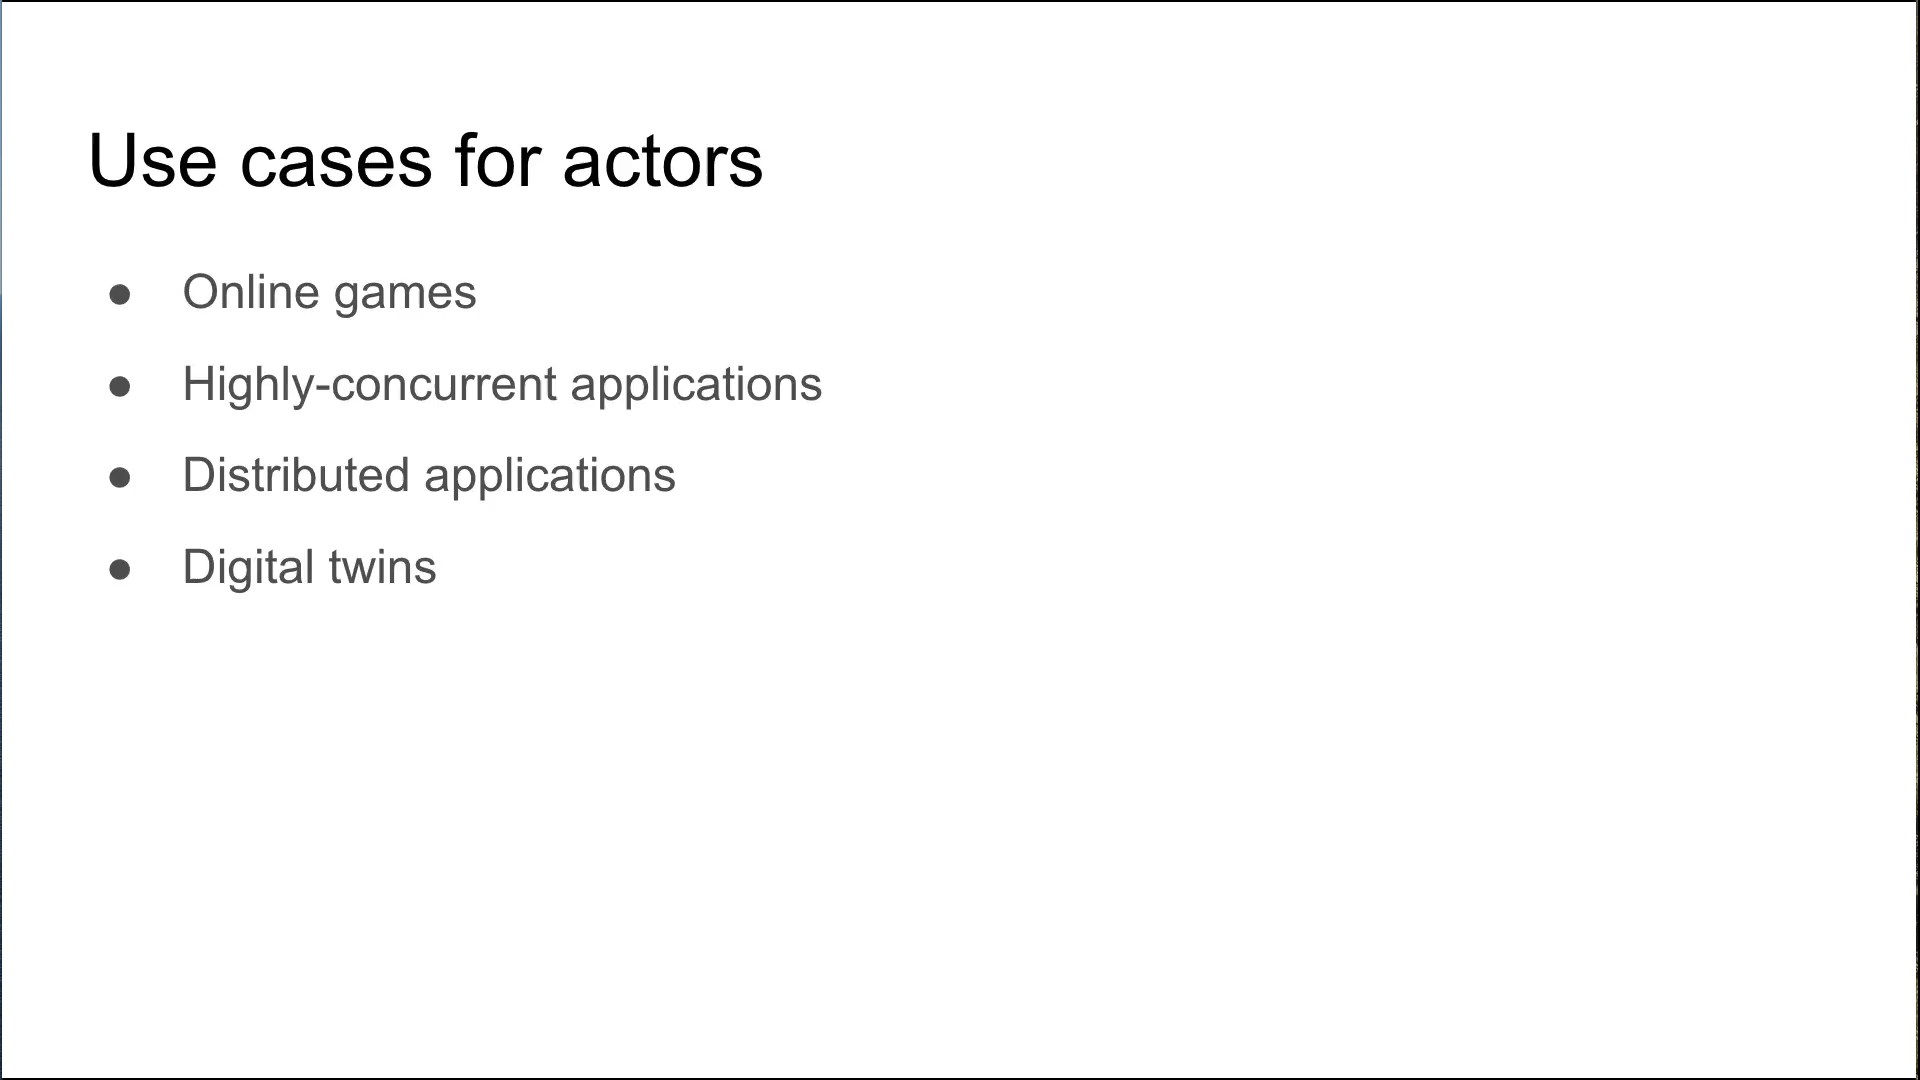 Use cases for actors
● Online games
● Highly-concurrent applications
● Distributed applications
● Digital twins